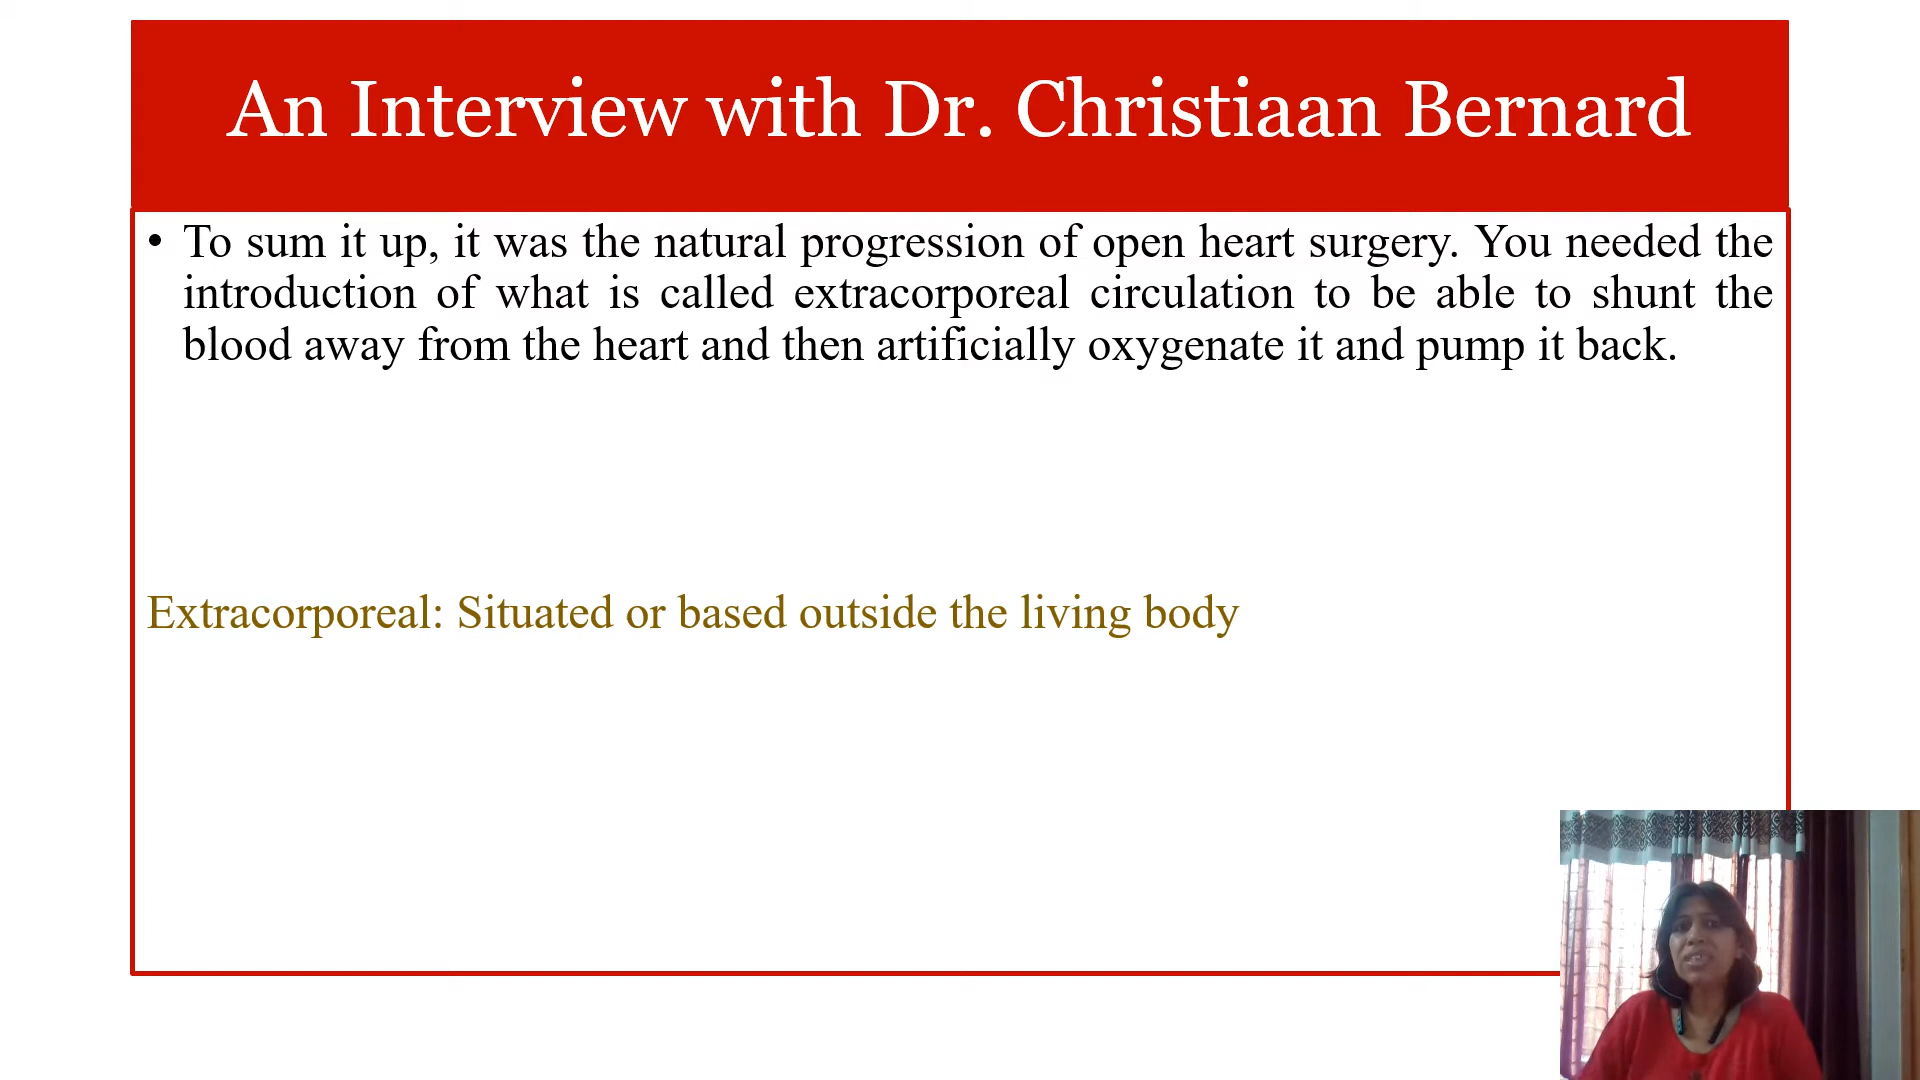 An Interview with Dr. Christiaan Bernard
• To sum it up, it was the natural progression of open heart surgery. You needed the
introduction of what is called extracorporeal circulation to be able to shunt the
blood away from the heart and then artificially oxygenate it and pump it back.
Extracorporeal: Situated or based outside the living body